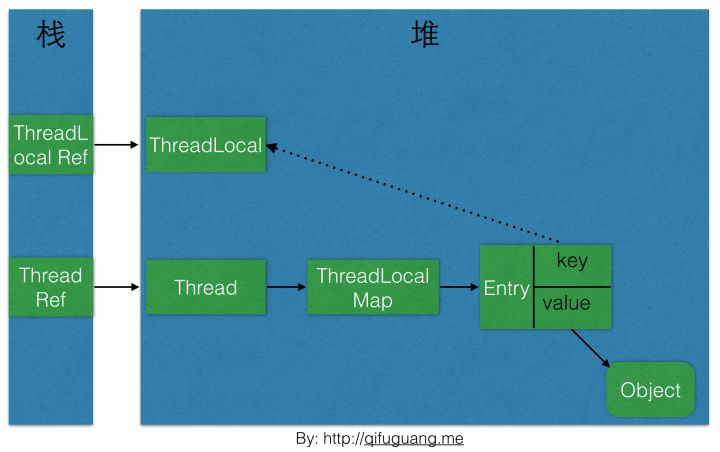 栈
堆
ThreadL
ocal Ref
ThreadLocal
Thread
Ref
Thread
ThreadLocal
Map
Entry
key
value
Object
By: http://qifuguang.me